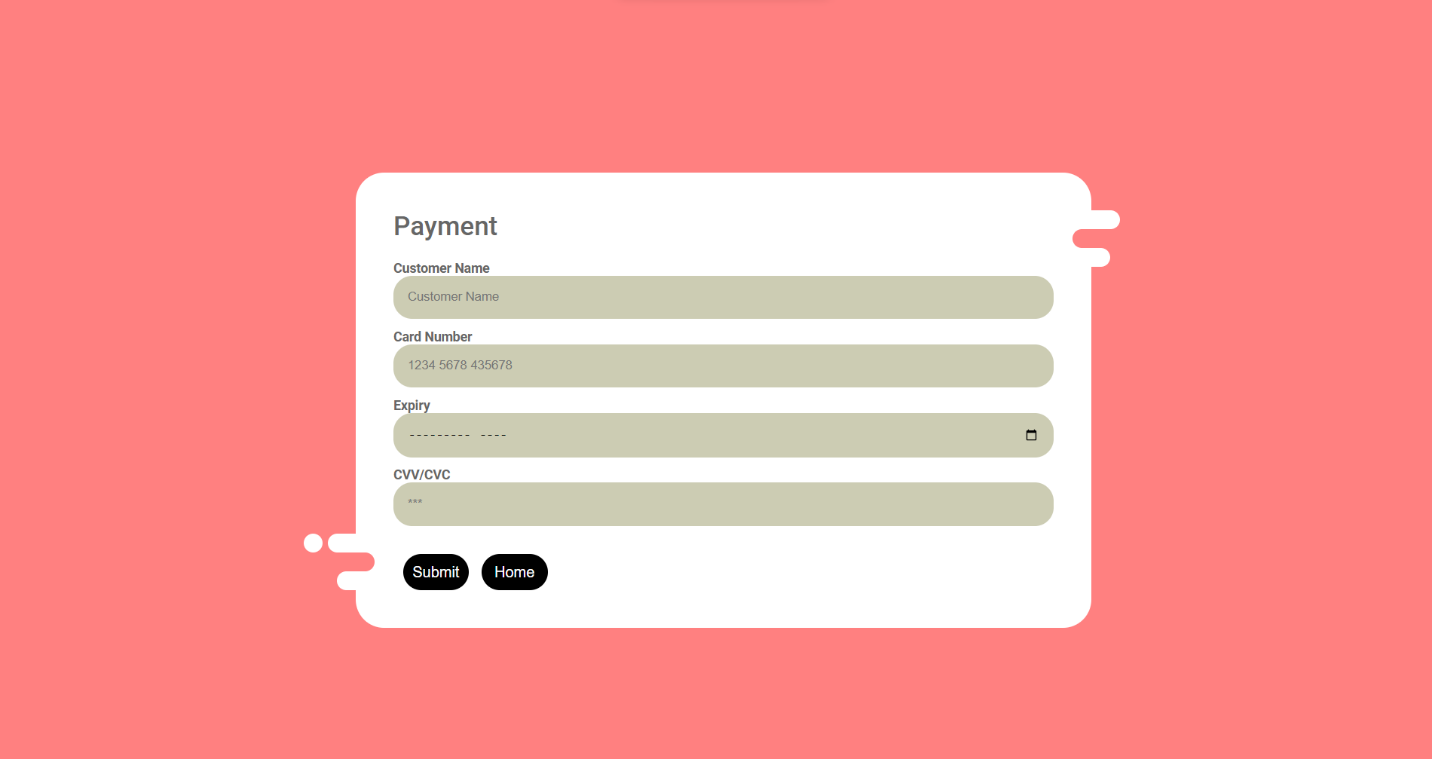 Payment
Customer Name
Customer Name
Card Number
1234 5678 435678
Expiry
--------- ----
CVV/CVC
***
Submit Home